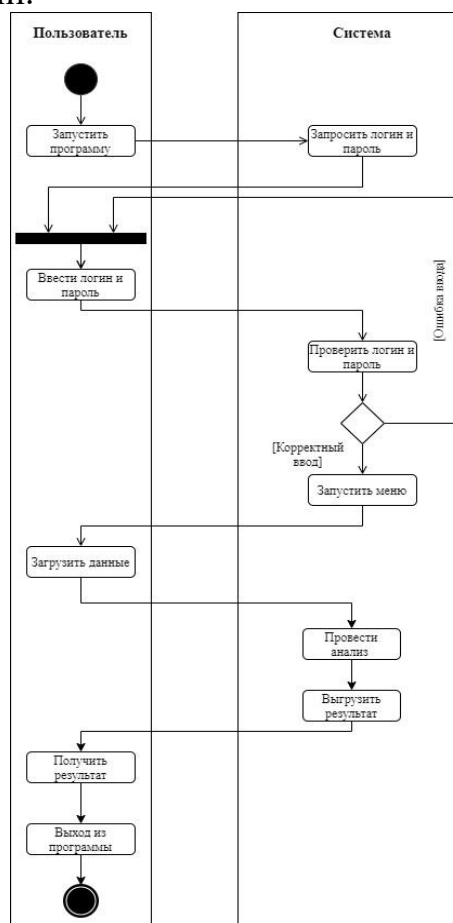 Пользователь
Система
Запустить
программу
Запросить логин и
пароль
Ввести логин и
пароль
[Ошибка ввода]
Проверить логин и
пароль
[Корректный
ввод]
Запустить меню
Загрузить данные
Провести
анализ
Выгрузить
результат
Получить
результат
Выход из
программы